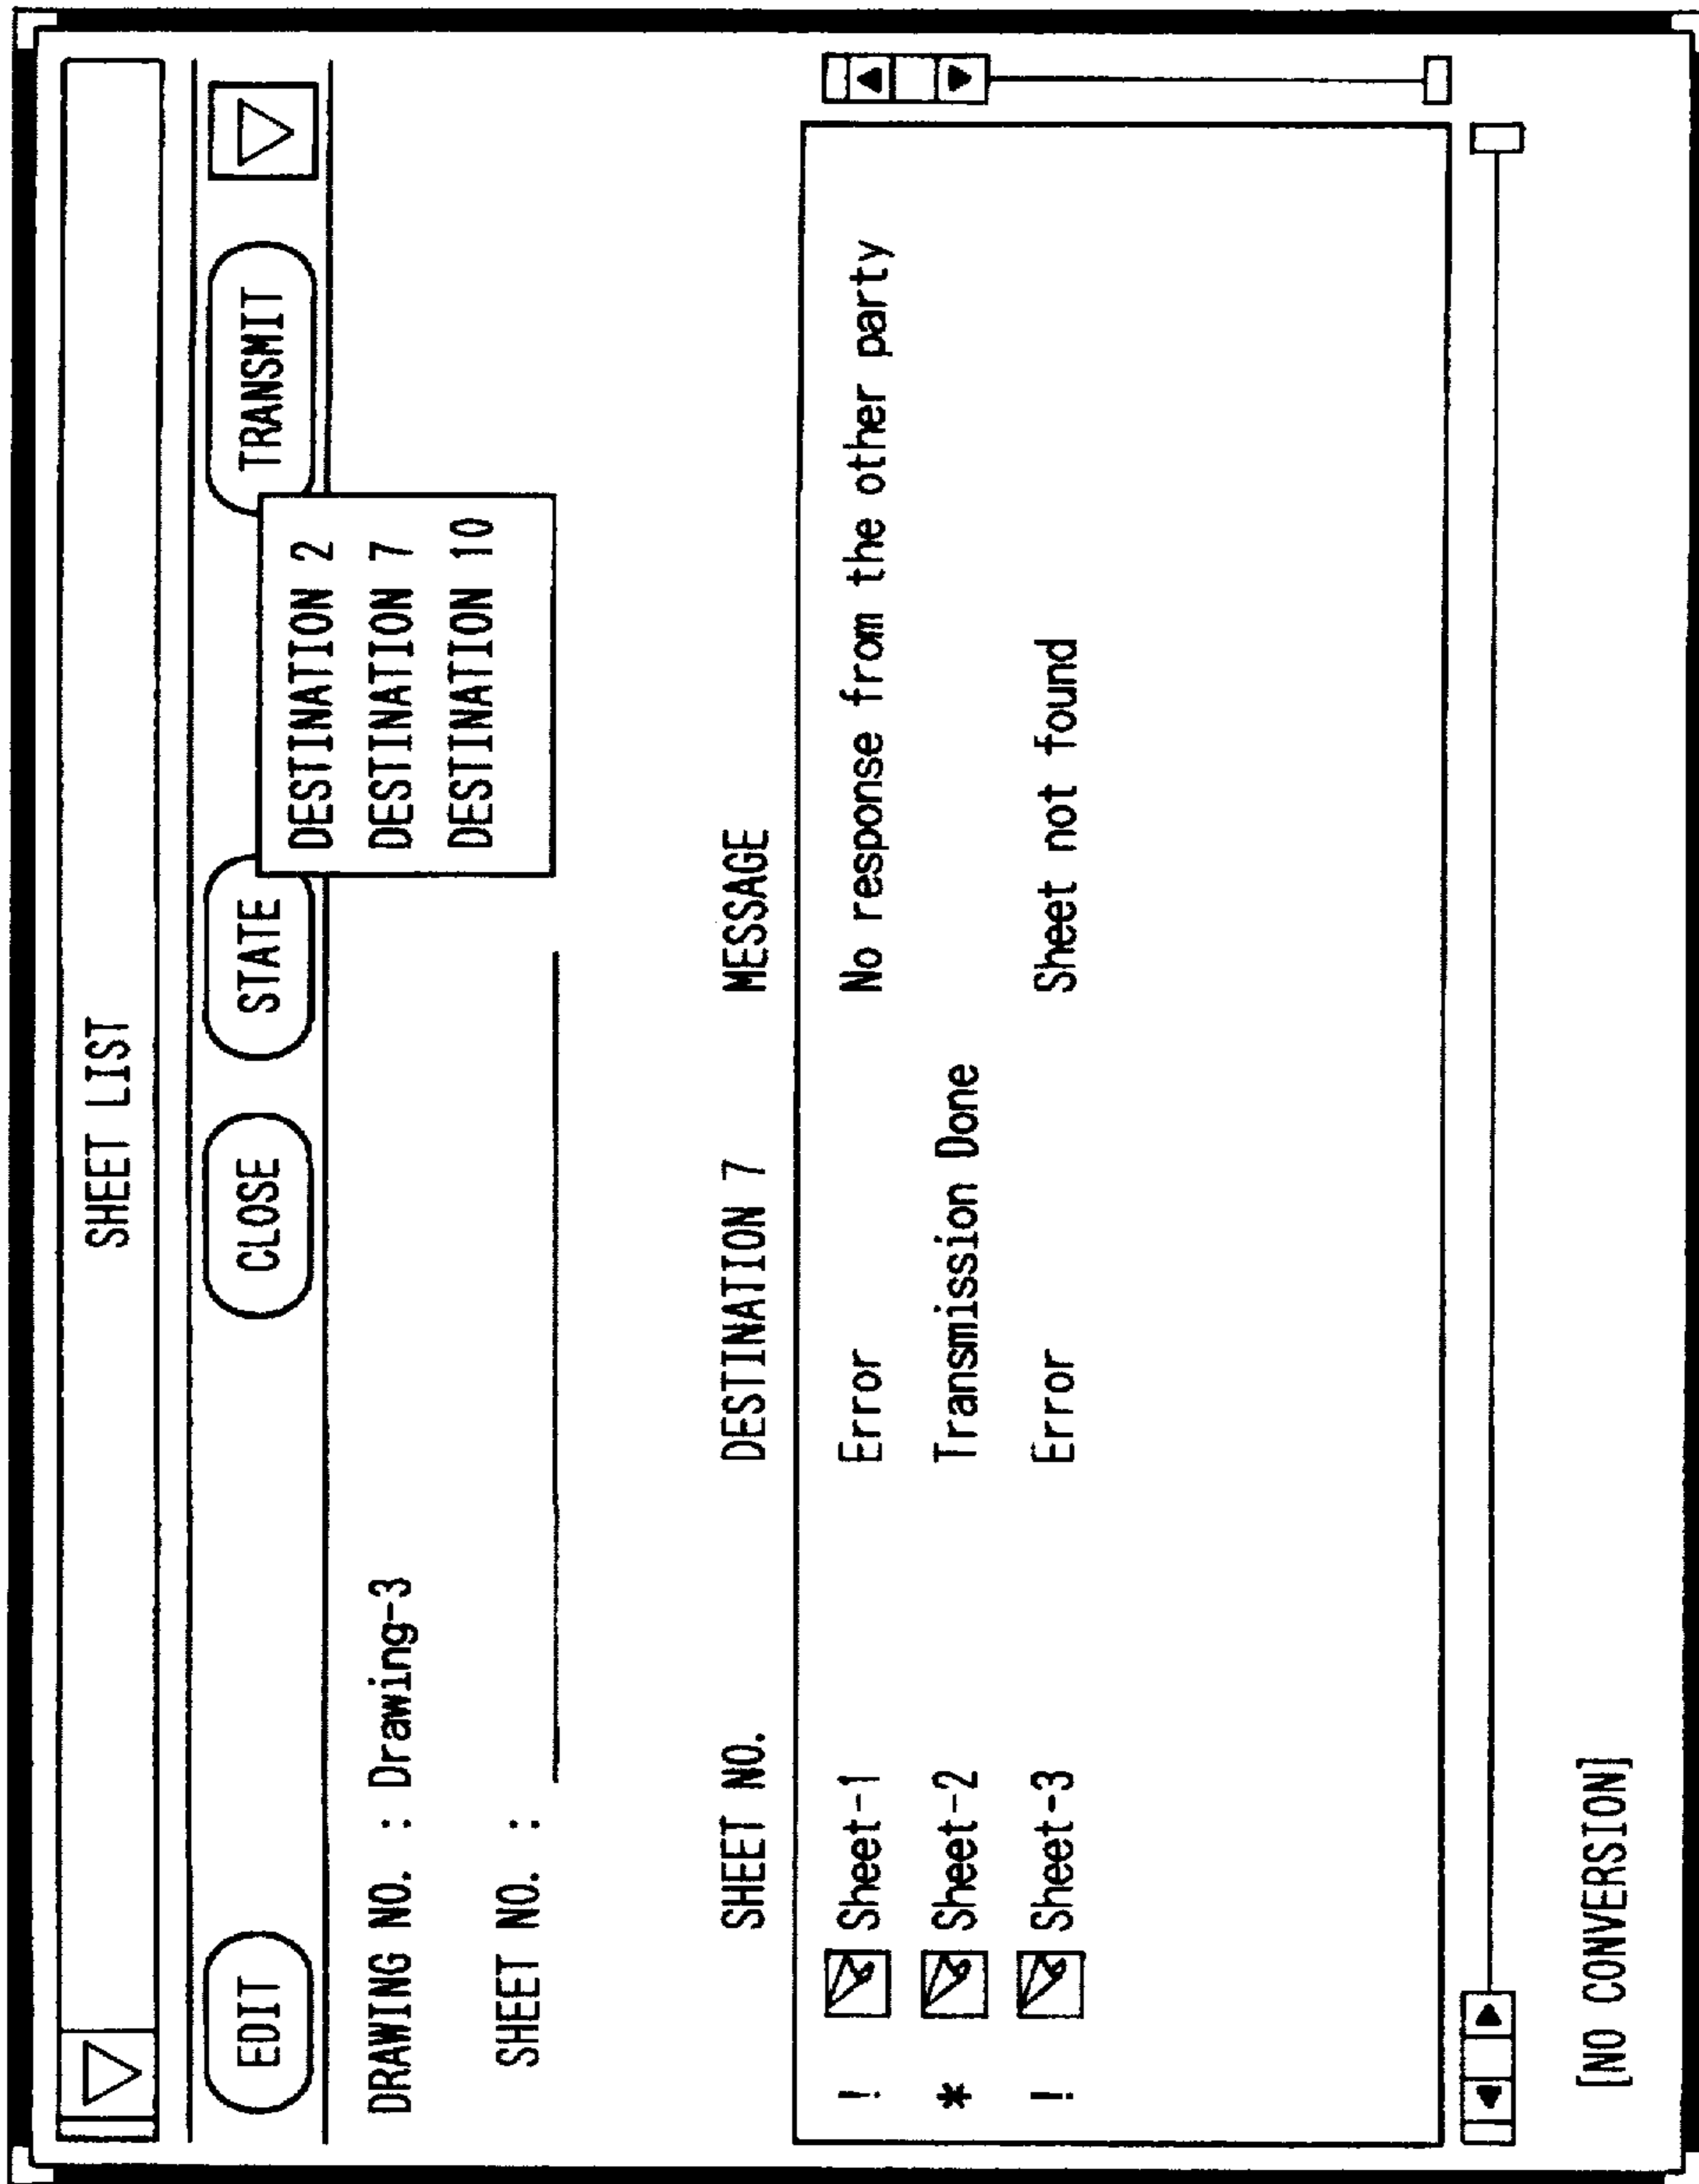 SHEET LIST
EDIT CLOSE STATE TRANSMIT
DESTINATION 2
DESTINATION 7
DESTINATION 10
DRAWING NO. : Drawing-3
SHEET NO. :
SHEET NO. DESTINATION 7 MESSAGE
! Sheet-1 Error No response from the other party
* Sheet-2 Transmission Done
! Sheet-3 Error Sheet not found
[NO CONVERSION]